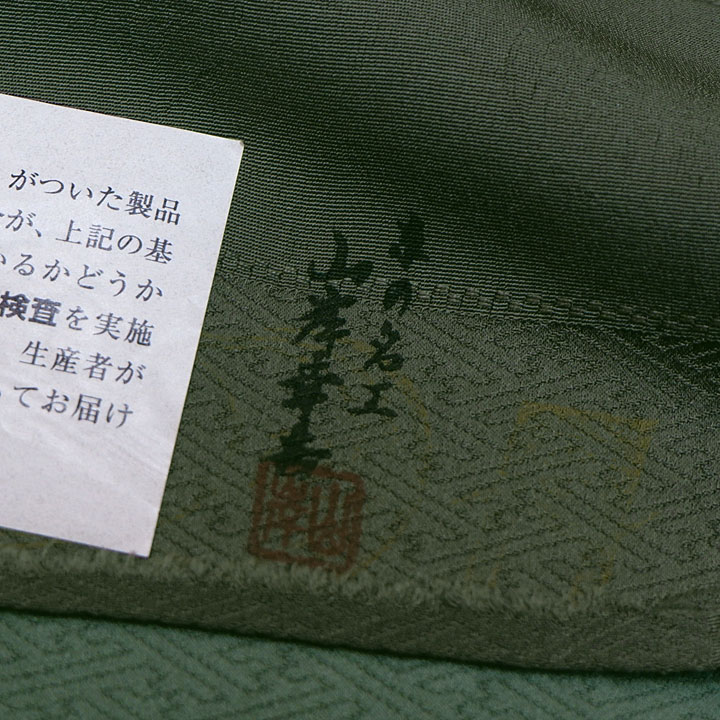 がついた製品
が、上記の基
いるかどうか
検査を実施
生産者が
てお届け
京の名工
山岸幸一